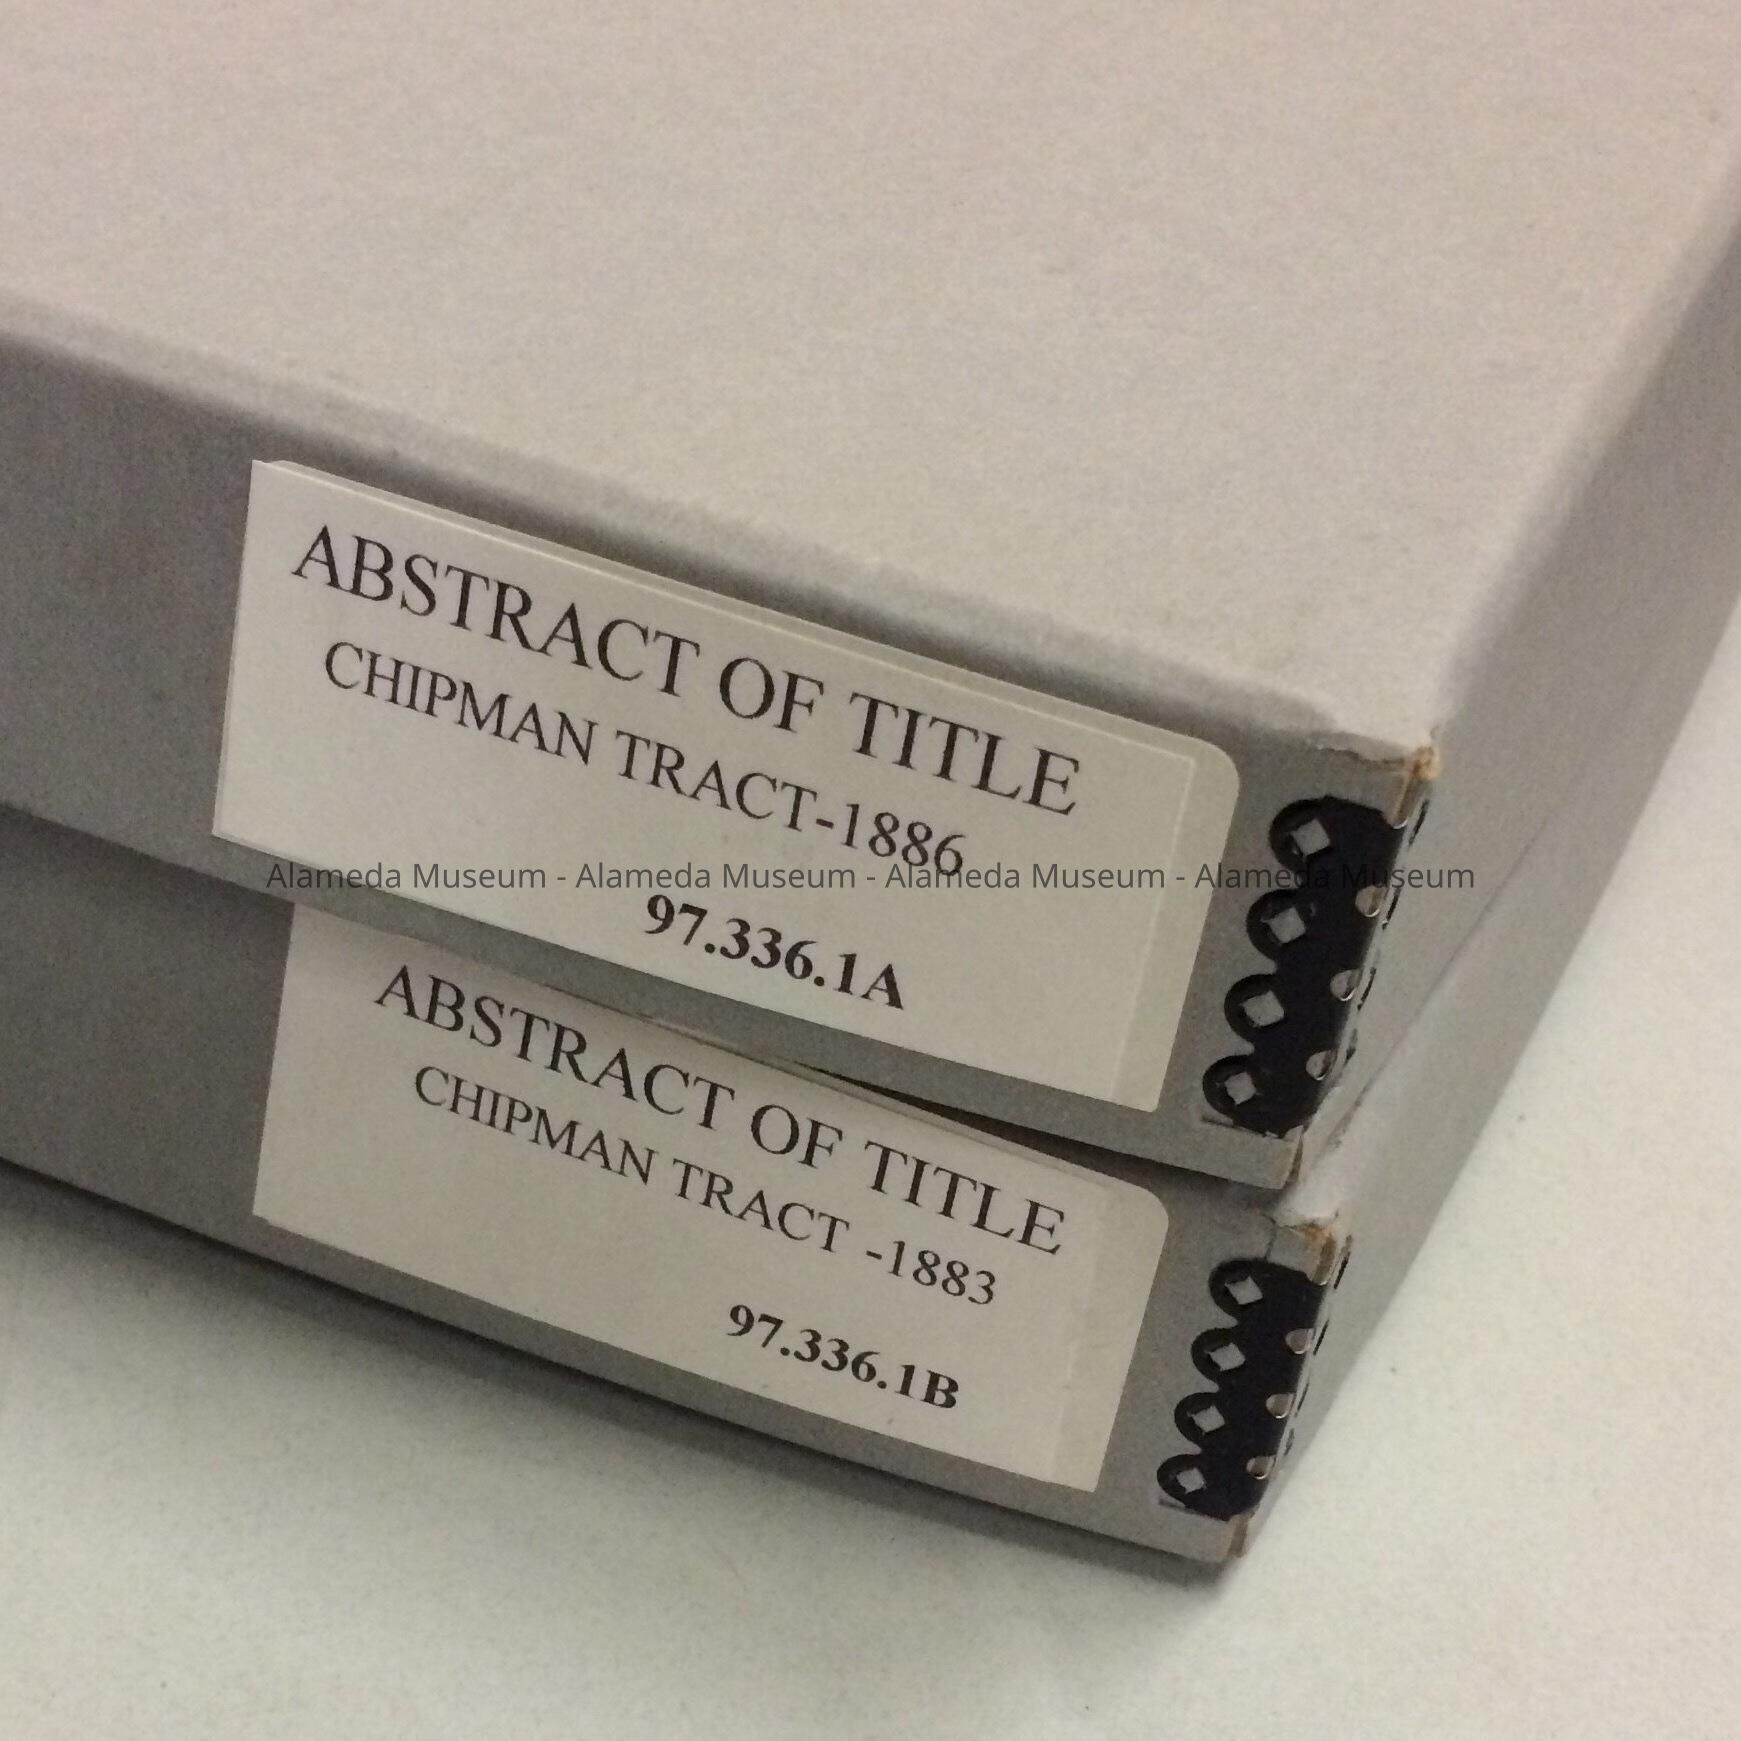 ABSTRACT OF TITLE
CHIPMAN TRACT-1886
Alameda Museum - Alameda Museum - Alameda Museum - Alameda Museum
97.336.1A
ABSTRACT OF TITLE
CHIPMAN TRACT -1883
97.336.1B